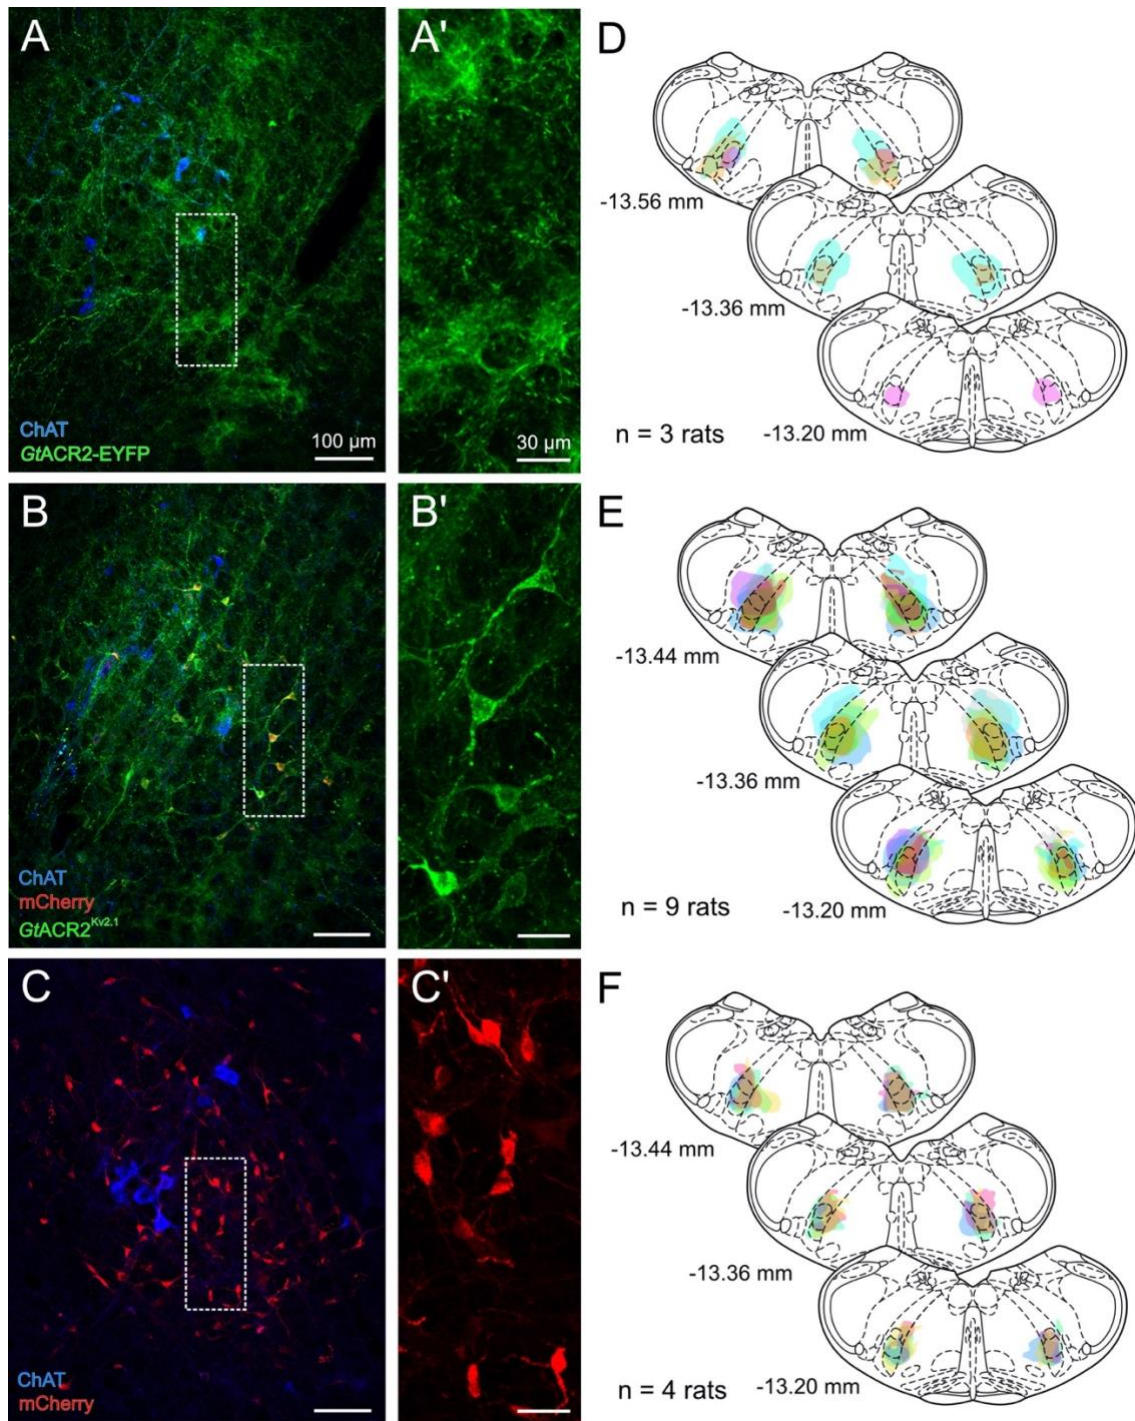 A
ChAT
GtACR2-EYFP
100 µm
A'
30 µm
D
-13.56 mm
-13.36 mm
n = 3 rats
-13.20 mm
B
ChAT
mCherry
GtACR2Kv2.1
B'
E
-13.44 mm
-13.36 mm
n = 9 rats
-13.20 mm
C
ChAT
mCherry
C'
F
-13.44 mm
-13.36 mm
n = 4 rats
-13.20 mm